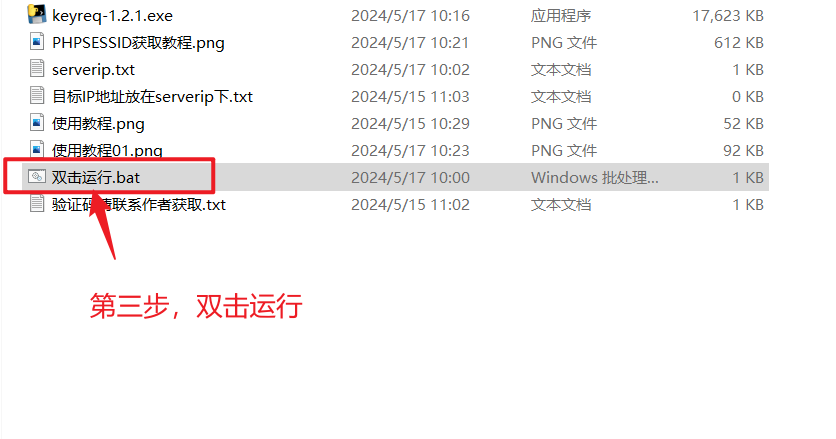 keyreq-1.2.1.exe 2024/5/17 10:16 应用程序 17,623 KB
PHPSESSID获取教程.png 2024/5/17 10:21 PNG 文件 612 KB
serverip.txt 2024/5/17 10:02 文本文档 1 KB
目标IP地址放在serverip下.txt 2024/5/15 11:03 文本文档 0 KB
使用教程.png 2024/5/15 10:29 PNG 文件 52 KB
使用教程01.png 2024/5/17 10:23 PNG 文件 92 KB
双击运行.bat 2024/5/17 10:00 Windows 批处理... 1 KB
验证码请联系作者获取.txt 2024/5/15 11:02 文本文档 1 KB
第三步，双击运行